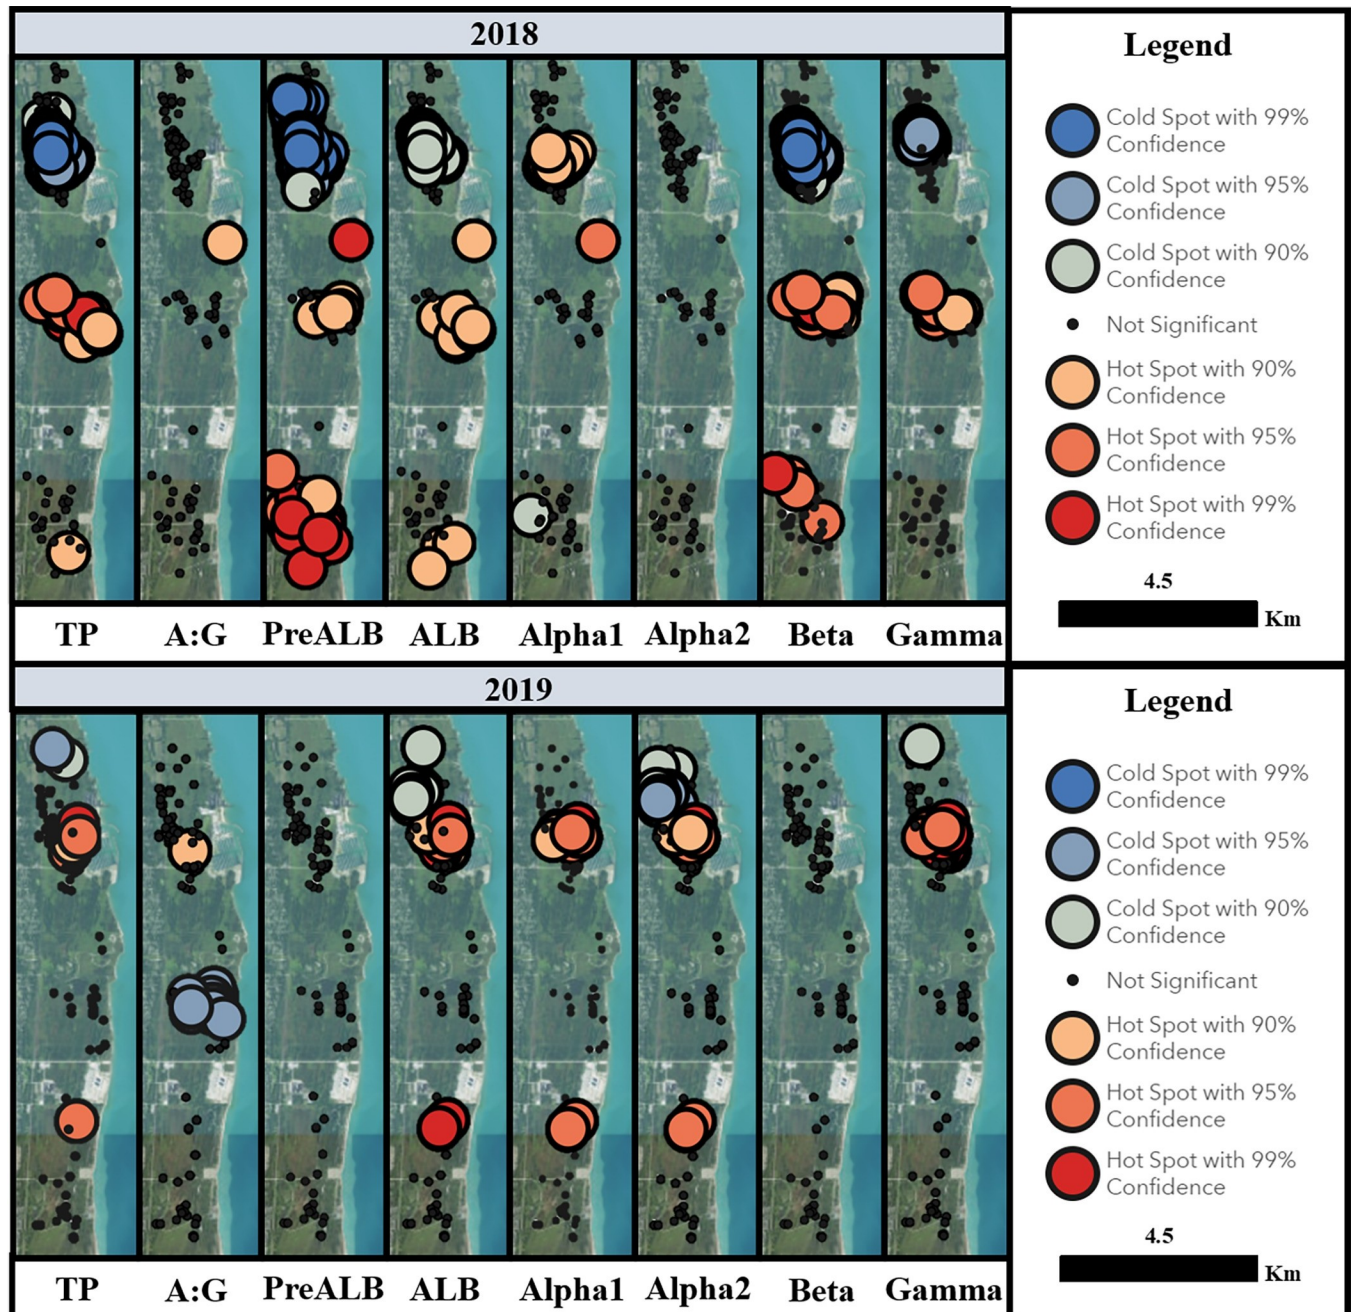 2018
TP A:G PreALB ALB Alpha1 Alpha2 Beta Gamma
Legend
Cold Spot with 99%
Confidence
Cold Spot with 95%
Confidence
Cold Spot with 90%
Confidence
Not Significant
Hot Spot with 90%
Confidence
Hot Spot with 95%
Confidence
Hot Spot with 99%
Confidence
4.5
Km
2019
TP A:G PreALB ALB Alpha1 Alpha2 Beta Gamma
Legend
Cold Spot with 99%
Confidence
Cold Spot with 95%
Confidence
Cold Spot with 90%
Confidence
Not Significant
Hot Spot with 90%
Confidence
Hot Spot with 95%
Confidence
Hot Spot with 99%
Confidence
4.5
Km